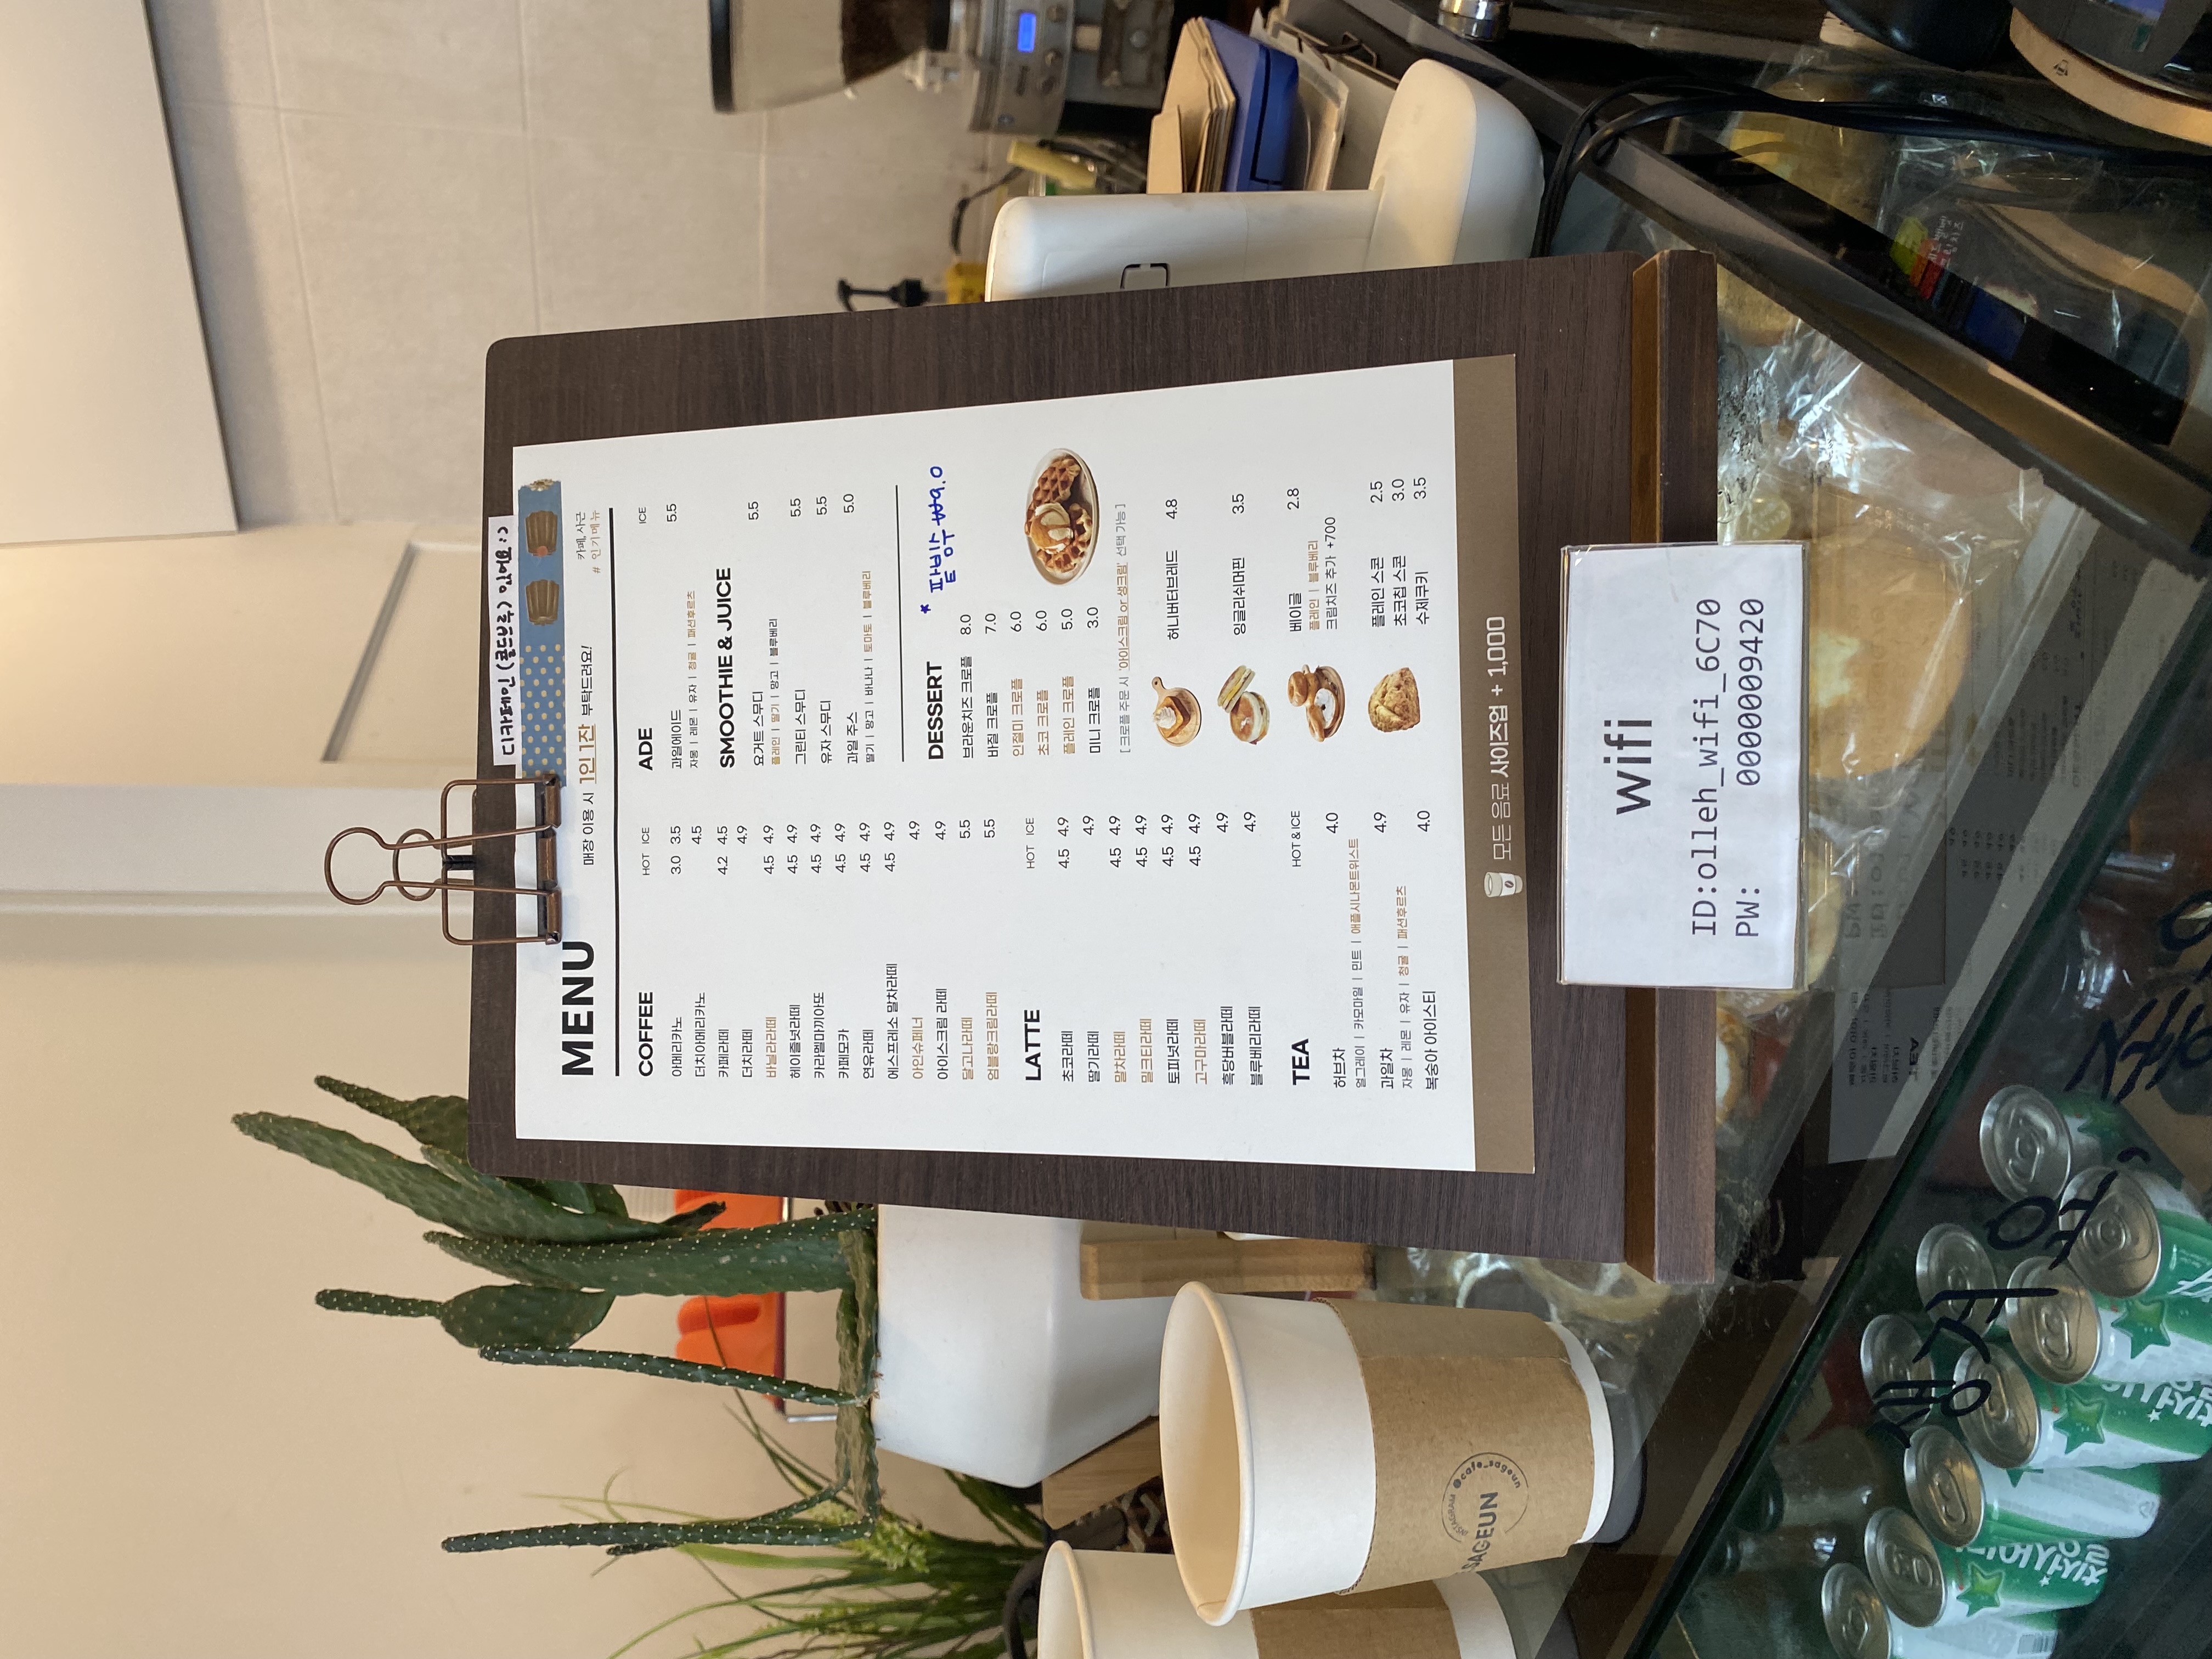 디카페인 (콜드브루) 있어요:)
MENU
매장 이용 시 1인 1잔 부탁드려요!
카페, 사근
# 인기메뉴
COFFEE HOT ICE
아메리카노 3.0 3.5
더치아메리카노 4.5
카페라떼 4.2 4.5
더치라떼 4.9
바닐라라떼 4.5 4.9
헤이즐넛라떼 4.5 4.9
카라멜마끼아또 4.5 4.9
카페모카 4.5 4.9
연유라떼 4.5 4.9
에스프레소 말차라떼 4.5 4.9
아인슈페너 4.9
아이스크림 라떼 4.9
달고나라떼 5.5
엄블랑크림라떼 5.5
LATTE HOT ICE
초코라떼 4.5 4.9
딸기라떼 4.9
말차라떼 4.5 4.9
밀크티라떼 4.5 4.9
토피넛라떼 4.5 4.9
고구마라떼 4.5 4.9
흑당버블라떼 4.9
블루베리라떼 4.9
TEA HOT & ICE
허브차 4.0
얼그레이 | 카모마일 | 민트 | 애플시나몬트위스트
과일차 4.9
자몽 | 레몬 | 유자 | 청귤 | 패션후르츠
복숭아 아이스티 4.0
ADE ICE
과일에이드 5.5
자몽 | 레몬 | 유자 | 청귤 | 패션후르츠
SMOOTHIE & JUICE
요거트 스무디 5.5
플레인 | 딸기 | 망고 | 블루베리
그린티 스무디 5.5
유자 스무디 5.5
과일 주스 5.0
딸기 | 망고 | 바나나 | 토마토 | 블루베리
DESSERT * 팥빙수 ₩9.0
브라운치즈 크로플 8.0
바질 크로플 7.0
인절미 크로플 6.0
초코 크로플 6.0
플레인 크로플 5.0
미니 크로플 3.0
[ 크로플 주문 시 '아이스크림 or 생크림' 선택 가능 ]
허니버터브레드 4.8
잉글리쉬머핀 3.5
베이글 2.8
플레인 | 블루베리
크림치즈 추가 +700
플레인 스콘 2.5
초코칩 스콘 3.0
수제쿠키 3.5
모든 음료 사이즈업 + 1,000
wifi
ID:olleh_wifi_6C70
PW: 0000009420
SAGEUN
INSTAGRAM @cafe_sageun
생자몽